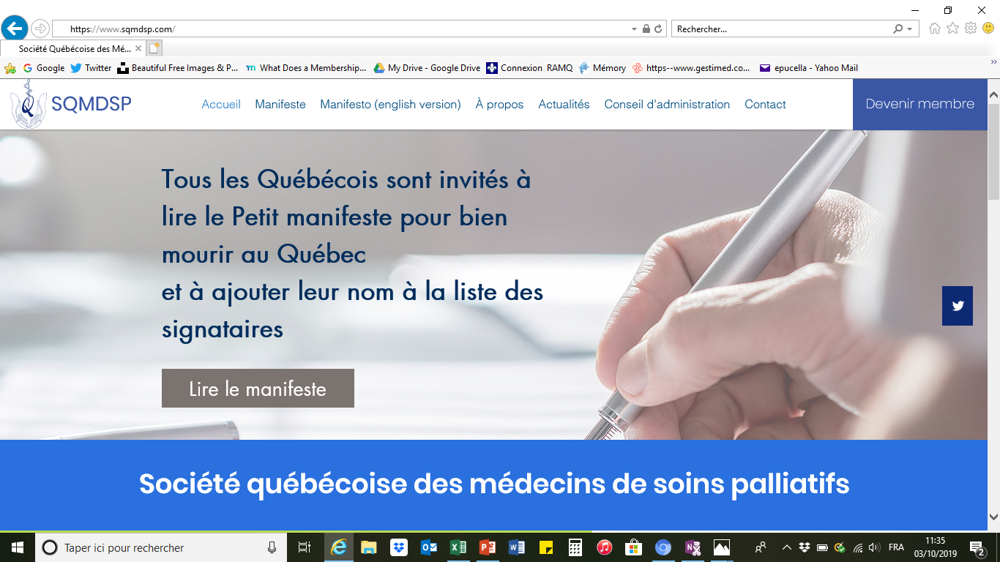 https://www.sqmdsp.com/
Rechercher...
Société Québécoise des Mé...
Google
Twitter
Beautiful Free Images & P...
What Does a Membership...
My Drive - Google Drive
Connexion RAMQ
Mémory
https--www.gestimed.co...
epucella - Yahoo Mail
SQMDSP
Accueil
Manifeste
Manifesto (english version)
À propos
Actualités
Conseil d'administration
Contact
Devenir membre
Tous les Québécois sont invités à
lire le Petit manifeste pour bien
mourir au Québec
et à ajouter leur nom à la liste des
signataires
Lire le manifeste
Société québécoise des médecins de soins palliatifs
Taper ici pour rechercher
FRA
11:35
03/10/2019
2